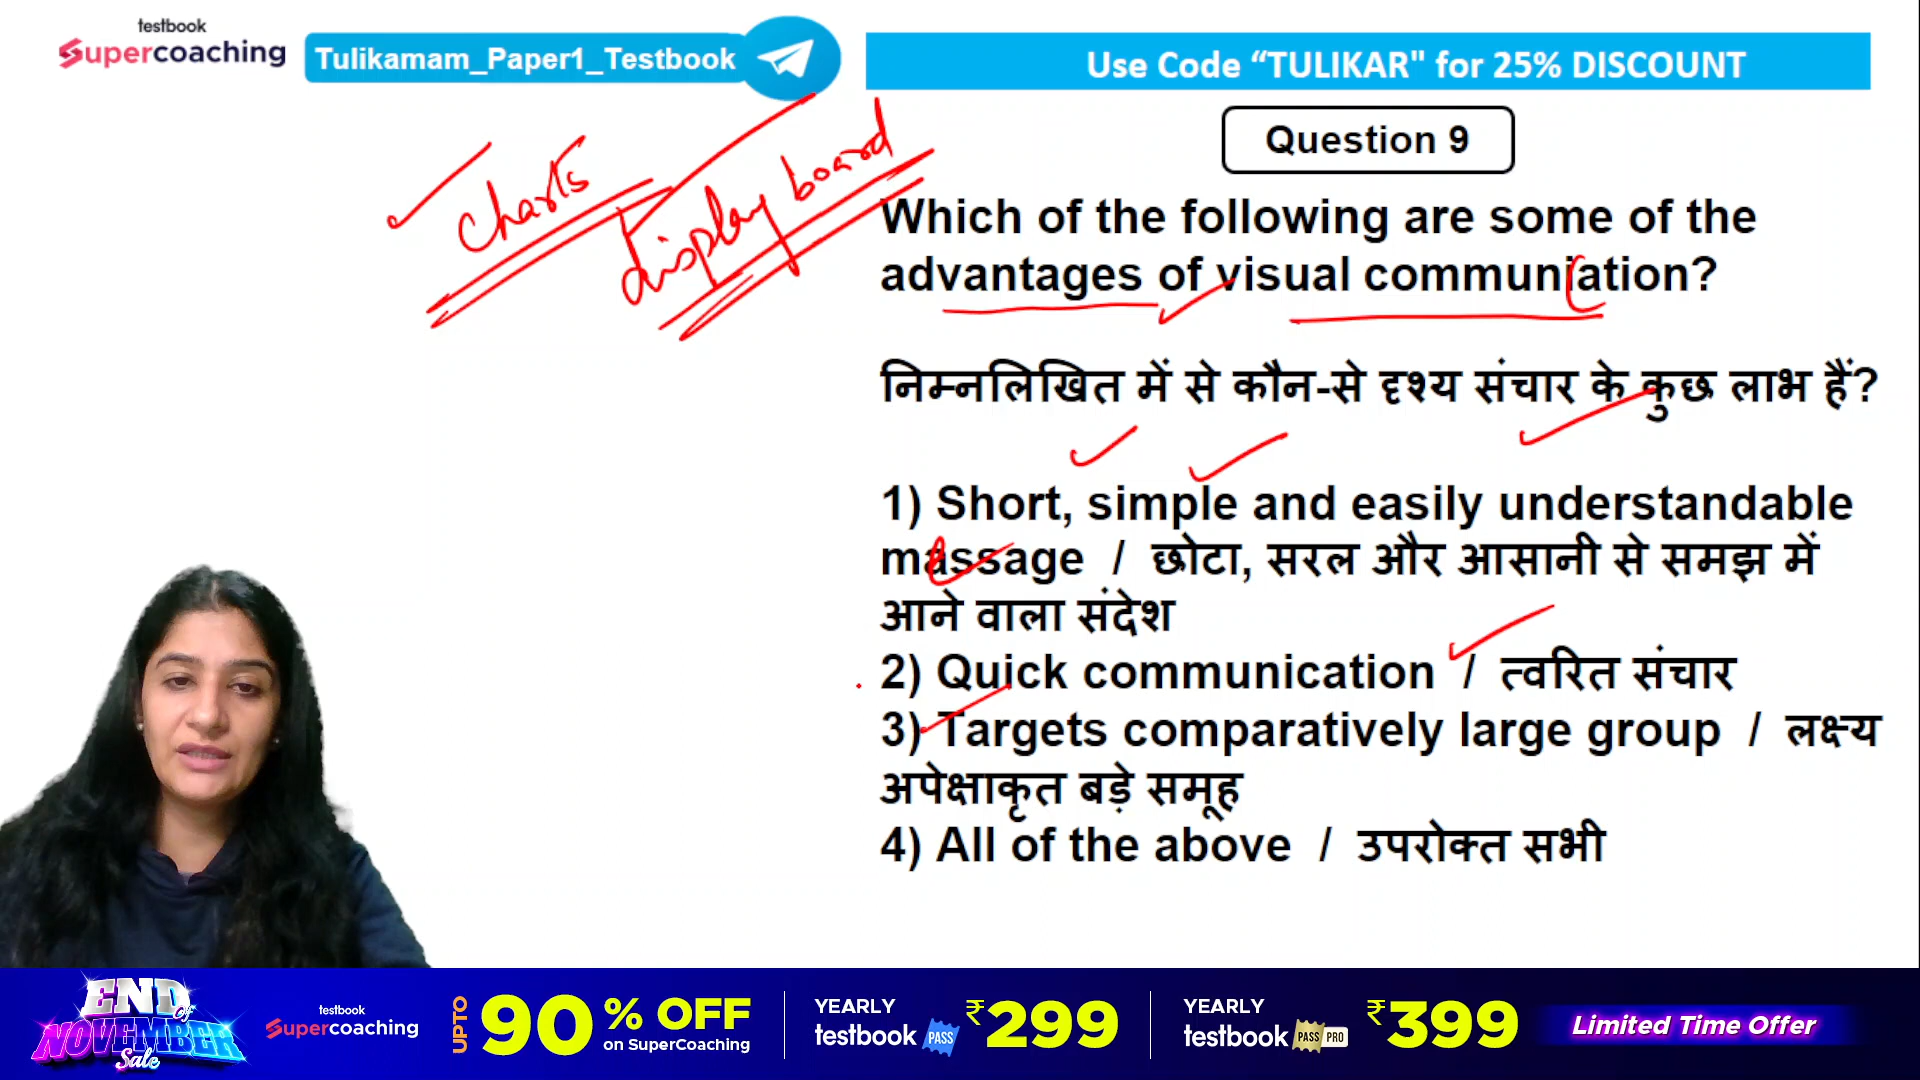 testbook
Supercoaching
Tulikamam_Paper1_Testbook
Use Code “TULIKAR" for 25% DISCOUNT
Charts
display board
Question 9
Which of the following are some of the
advantages of visual communiation?
c
निम्नलिखित में से कौन-से दृश्य संचार के कुछ लाभ हैं?
1) Short, simple and easily understandable
massage / छोटा, सरल और आसानी से समझ में
e
आने वाला संदेश
2) Quick communication / त्वरित संचार
3) Targets comparatively large group / लक्ष्य
अपेक्षाकृत बड़े समूह
4) All of the above / उपरोक्त सभी
END of NOVEMBER Sale
testbook
Supercoaching
UPTO 90% OFF
on SuperCoaching
YEARLY
testbook PASS
₹299
YEARLY
testbook PASS PRO
₹399
Limited Time Offer